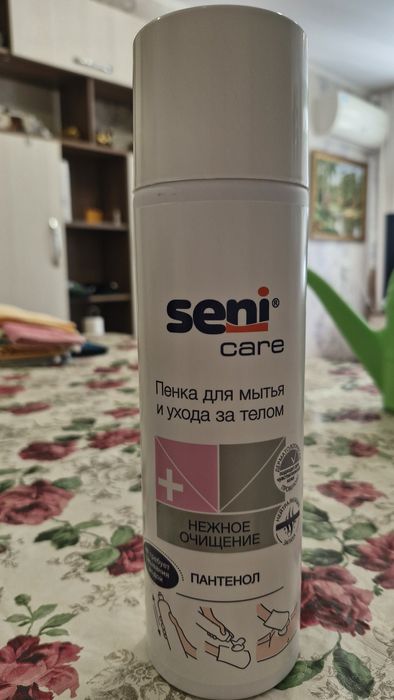 seni®
care
Пенка для мытья
и ухода за телом
НЕЖНОЕ
ОЧИЩЕНИЕ
ПАНТЕНОЛ